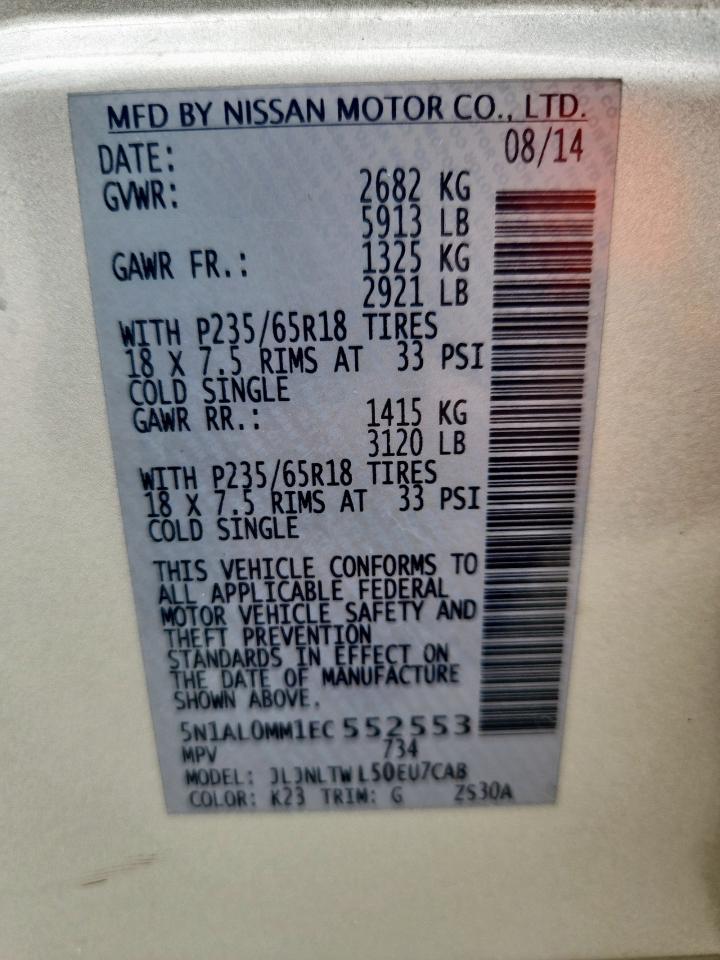 MFD BY NISSAN MOTOR CO., LTD.
DATE: 08/14
GVWR: 2682 KG
5913 LB
GAWR FR.: 1325 KG
2921 LB
WITH P235/65R18 TIRES
18 X 7.5 RIMS AT 33 PSI
COLD SINGLE
GAWR RR.: 1415 KG
3120 LB
WITH P235/65R18 TIRES
18 X 7.5 RIMS AT 33 PSI
COLD SINGLE
THIS VEHICLE CONFORMS TO
ALL APPLICABLE FEDERAL
MOTOR VEHICLE SAFETY AND
THEFT PREVENTION
STANDARDS IN EFFECT ON
THE DATE OF MANUFACTURE
SHOWN ABOVE.
5N1AL0MM1EC 552553
MPV 734
MODEL: JLJNLTW L50EU7CAB
COLOR: K23 TRIM: G ZS30A